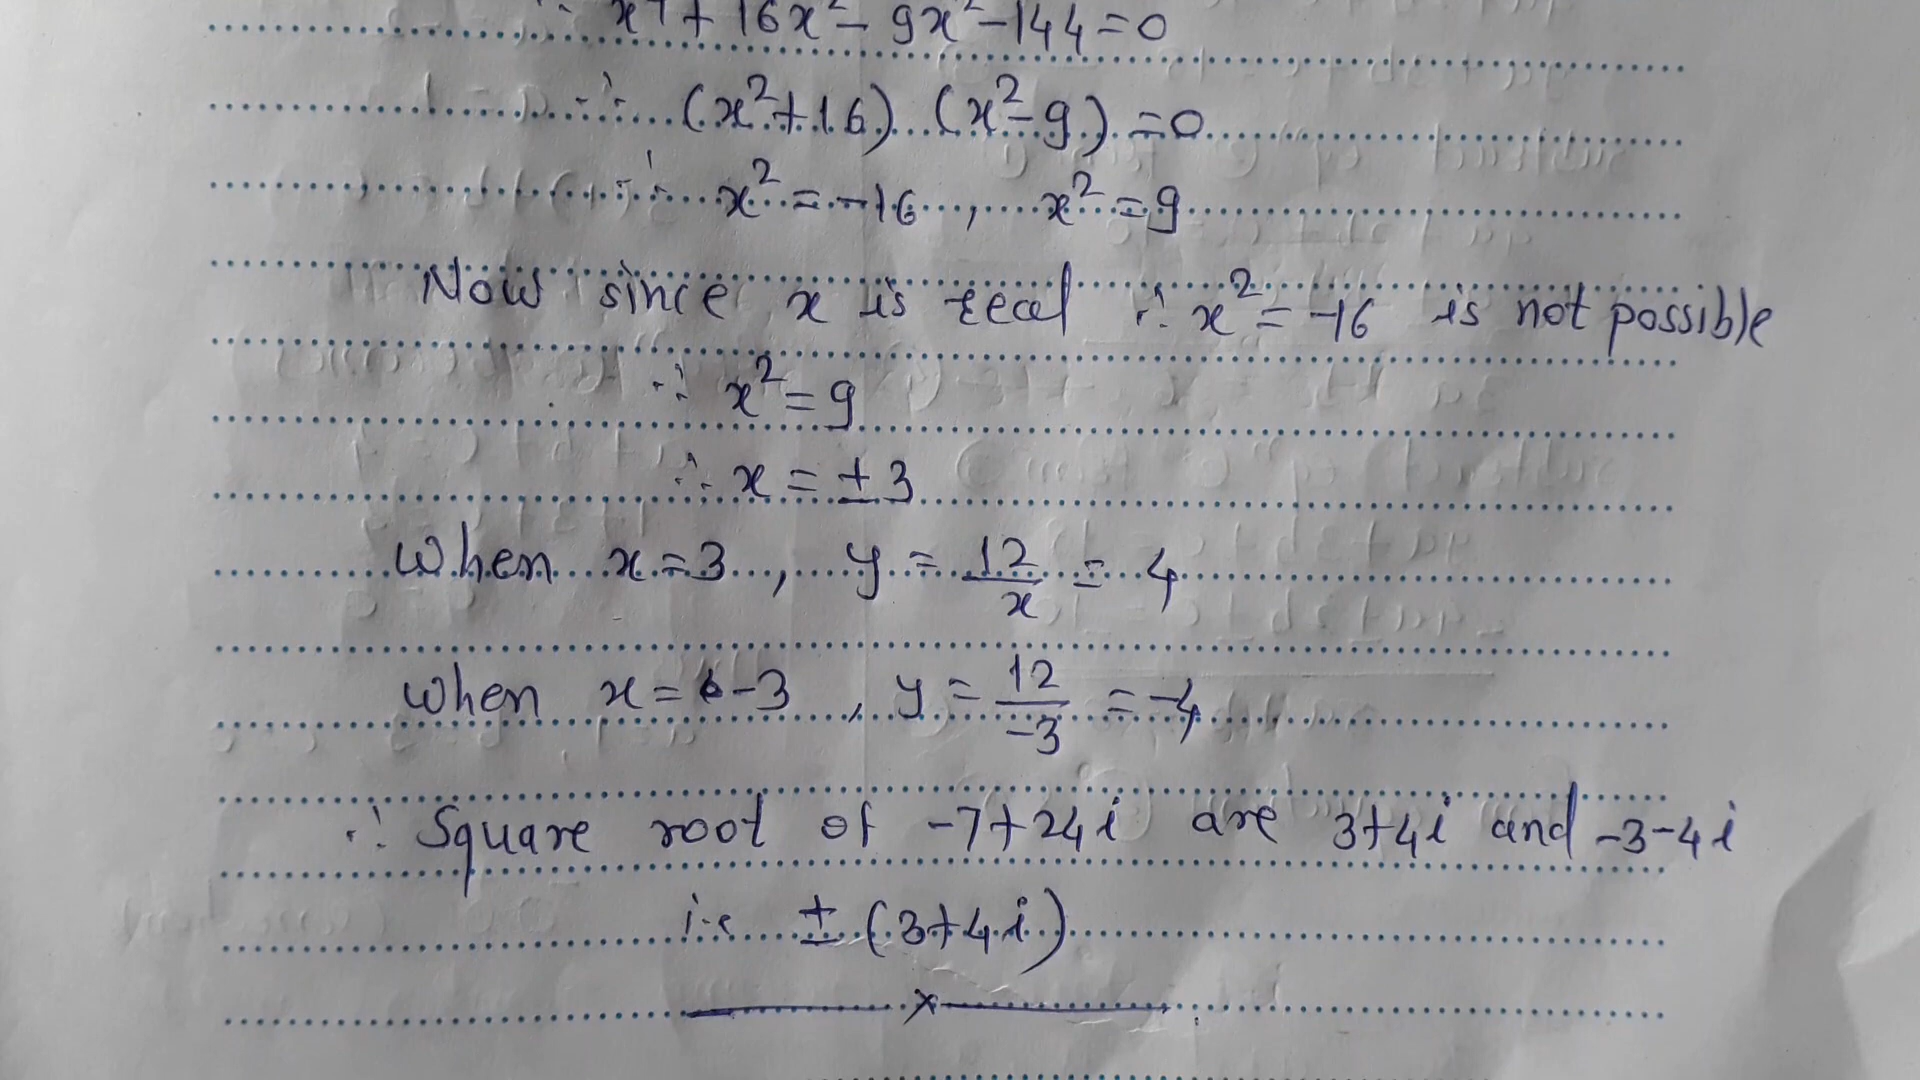 ∴ x⁴ + 16x² - 9x² - 144 = 0
∴ (x² + 16) (x² - 9) = 0
∴ x² = -16 , x² = 9
Now since x is real ∴ x² = -16 is not possible
∴ x² = 9
∴ x = ± 3
When x = 3 , y = 12/x = 4
when x = -3 , y = 12/-3 = -4
∴ Square root of -7+24i are 3+4i and -3-4i
i.e ± (3+4i)
x